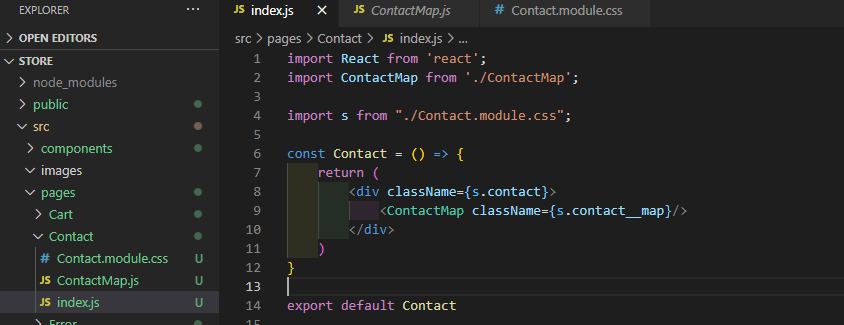 EXPLORER
OPEN EDITORS
STORE
node_modules
public
src
components
images
pages
Cart
Contact
# Contact.module.css U
JS ContactMap.js U
JS index.js U
Error
JS index.js
JS ContactMap.js
# Contact.module.css
src > pages > Contact > JS index.js > ...
1 import React from 'react';
2 import ContactMap from './ContactMap';
3
4 import s from "./Contact.module.css";
5
6 const Contact = () => {
7 return (
8 <div className={s.contact}>
9 <ContactMap className={s.contact__map}/>
10 </div>
11 )
12 }
13
14 export default Contact